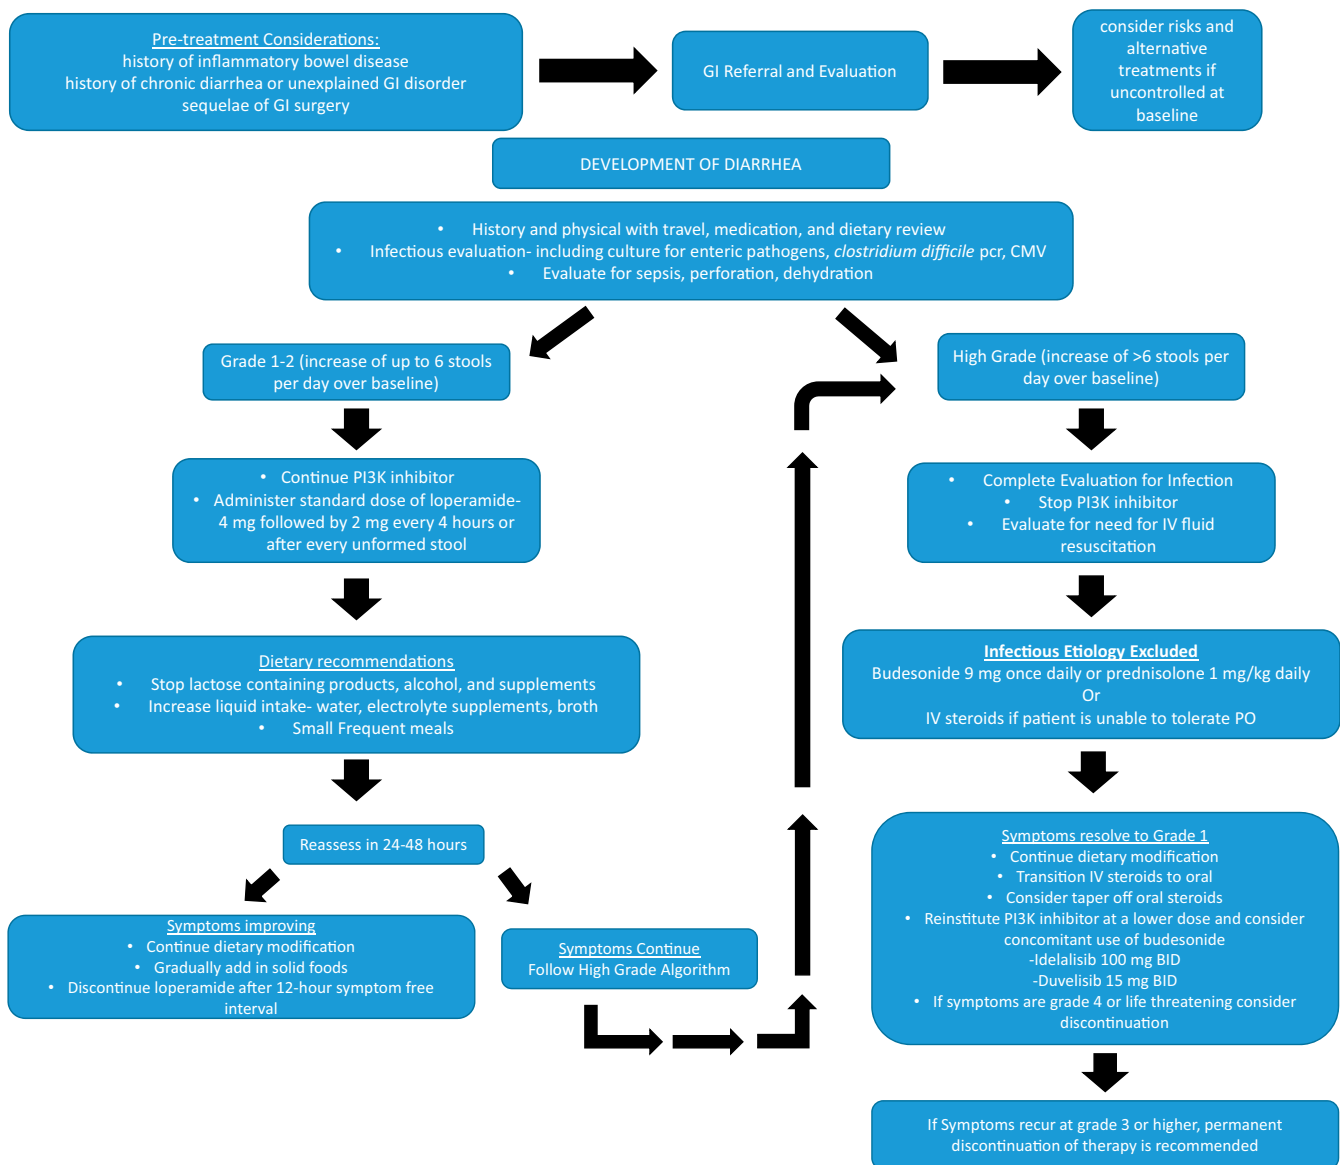 Pre-treatment Considerations:
history of inflammatory bowel disease
history of chronic diarrhea or unexplained GI disorder
sequelae of GI surgery
GI Referral and Evaluation
consider risks and
alternative
treatments if
uncontrolled at
baseline
DEVELOPMENT OF DIARRHEA
• History and physical with travel, medication, and dietary review
• Infectious evaluation- including culture for enteric pathogens, clostridium difficile pcr, CMV
• Evaluate for sepsis, perforation, dehydration
Grade 1-2 (increase of up to 6 stools
per day over baseline)
• Continue PI3K inhibitor
• Administer standard dose of loperamide-
4 mg followed by 2 mg every 4 hours or
after every unformed stool
Dietary recommendations
• Stop lactose containing products, alcohol, and supplements
• Increase liquid intake- water, electrolyte supplements, broth
• Small Frequent meals
Reassess in 24-48 hours
Symptoms improving
• Continue dietary modification
• Gradually add in solid foods
• Discontinue loperamide after 12-hour symptom free
interval
Symptoms Continue
Follow High Grade Algorithm
High Grade (increase of >6 stools per
day over baseline)
• Complete Evaluation for Infection
• Stop PI3K inhibitor
• Evaluate for need for IV fluid
resuscitation
Infectious Etiology Excluded
Budesonide 9 mg once daily or prednisolone 1 mg/kg daily
Or
IV steroids if patient is unable to tolerate PO
Symptoms resolve to Grade 1
• Continue dietary modification
• Transition IV steroids to oral
• Consider taper off oral steroids
• Reinstitute PI3K inhibitor at a lower dose and consider
concomitant use of budesonide
-Idelalisib 100 mg BID
-Duvelisib 15 mg BID
• If symptoms are grade 4 or life threatening consider
discontinuation
If Symptoms recur at grade 3 or higher, permanent
discontinuation of therapy is recommended